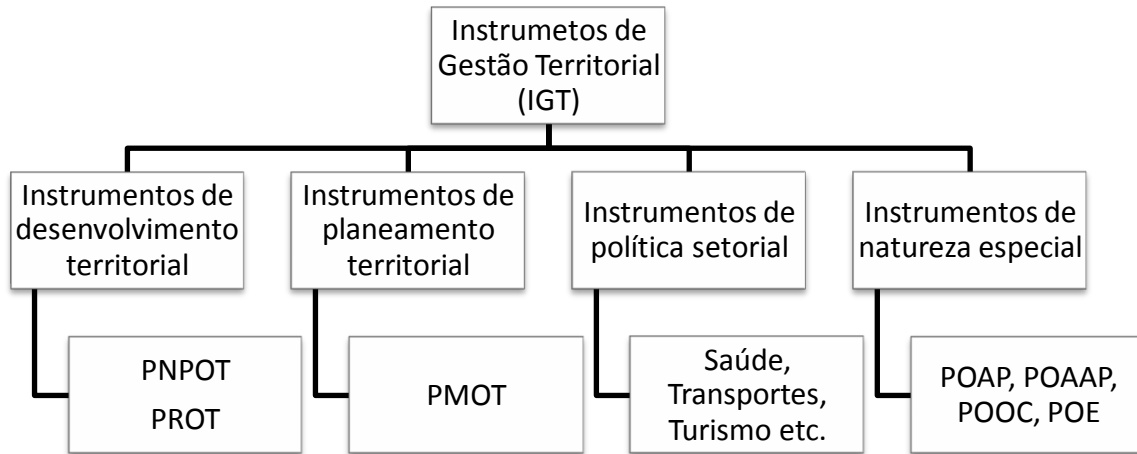 Instrumetos de
Gestão Territorial
(IGT)
Instrumentos de
desenvolvimento
territorial
Instrumentos de
planeamento
territorial
Instrumentos de
política setorial
Instrumentos de
natureza especial
PNPOT
PROT
PMOT
Saúde,
Transportes,
Turismo etc.
POAP, POAAP,
POOC, POE